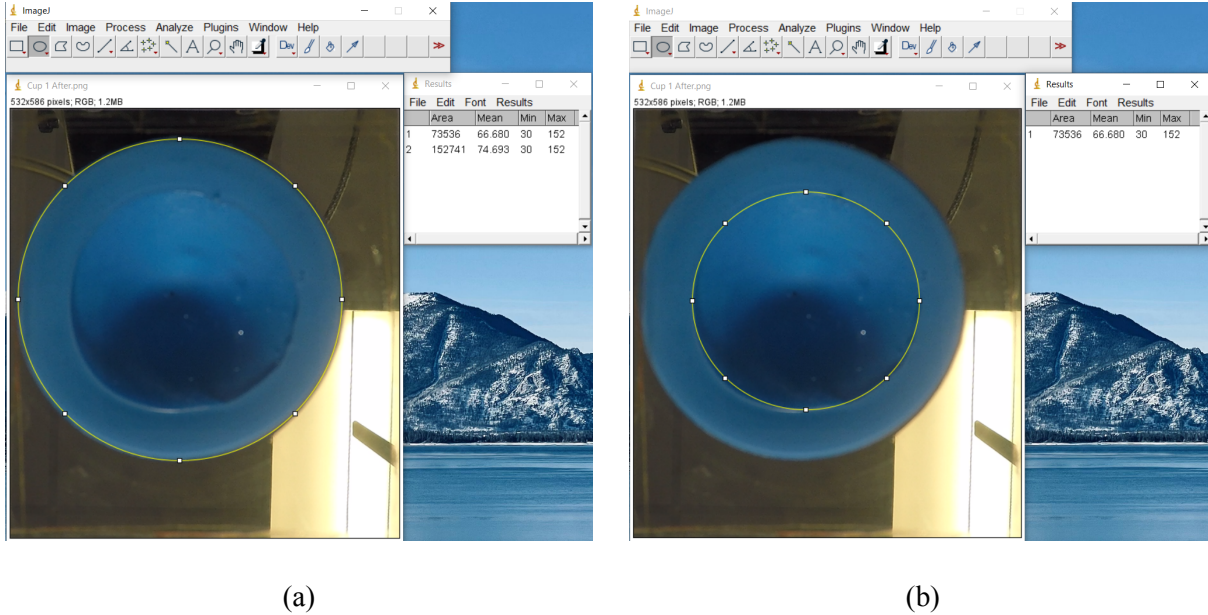 ImageJ
File Edit Image Process Analyze Plugins Window Help
Dev
Cup 1 After.png
532x586 pixels; RGB; 1.2MB
Results
File Edit Font Results
Area Mean Min Max
1 73536 66.680 30 152
2 152741 74.693 30 152
(a)
ImageJ
File Edit Image Process Analyze Plugins Window Help
Dev
Cup 1 After.png
532x586 pixels; RGB; 1.2MB
Results
File Edit Font Results
Area Mean Min Max
1 73536 66.680 30 152
(b)